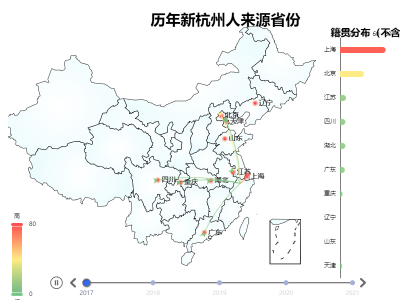 历年新杭州人来源省份
籍贯分布
(不含
上海
北京
江苏
四川
湖北
广东
重庆
辽宁
山东
天津
辽宁
北京
天津
山东
江苏
上海
四川
重庆
湖北
广东
高
80
0
2017
2018
2019
2020
2021